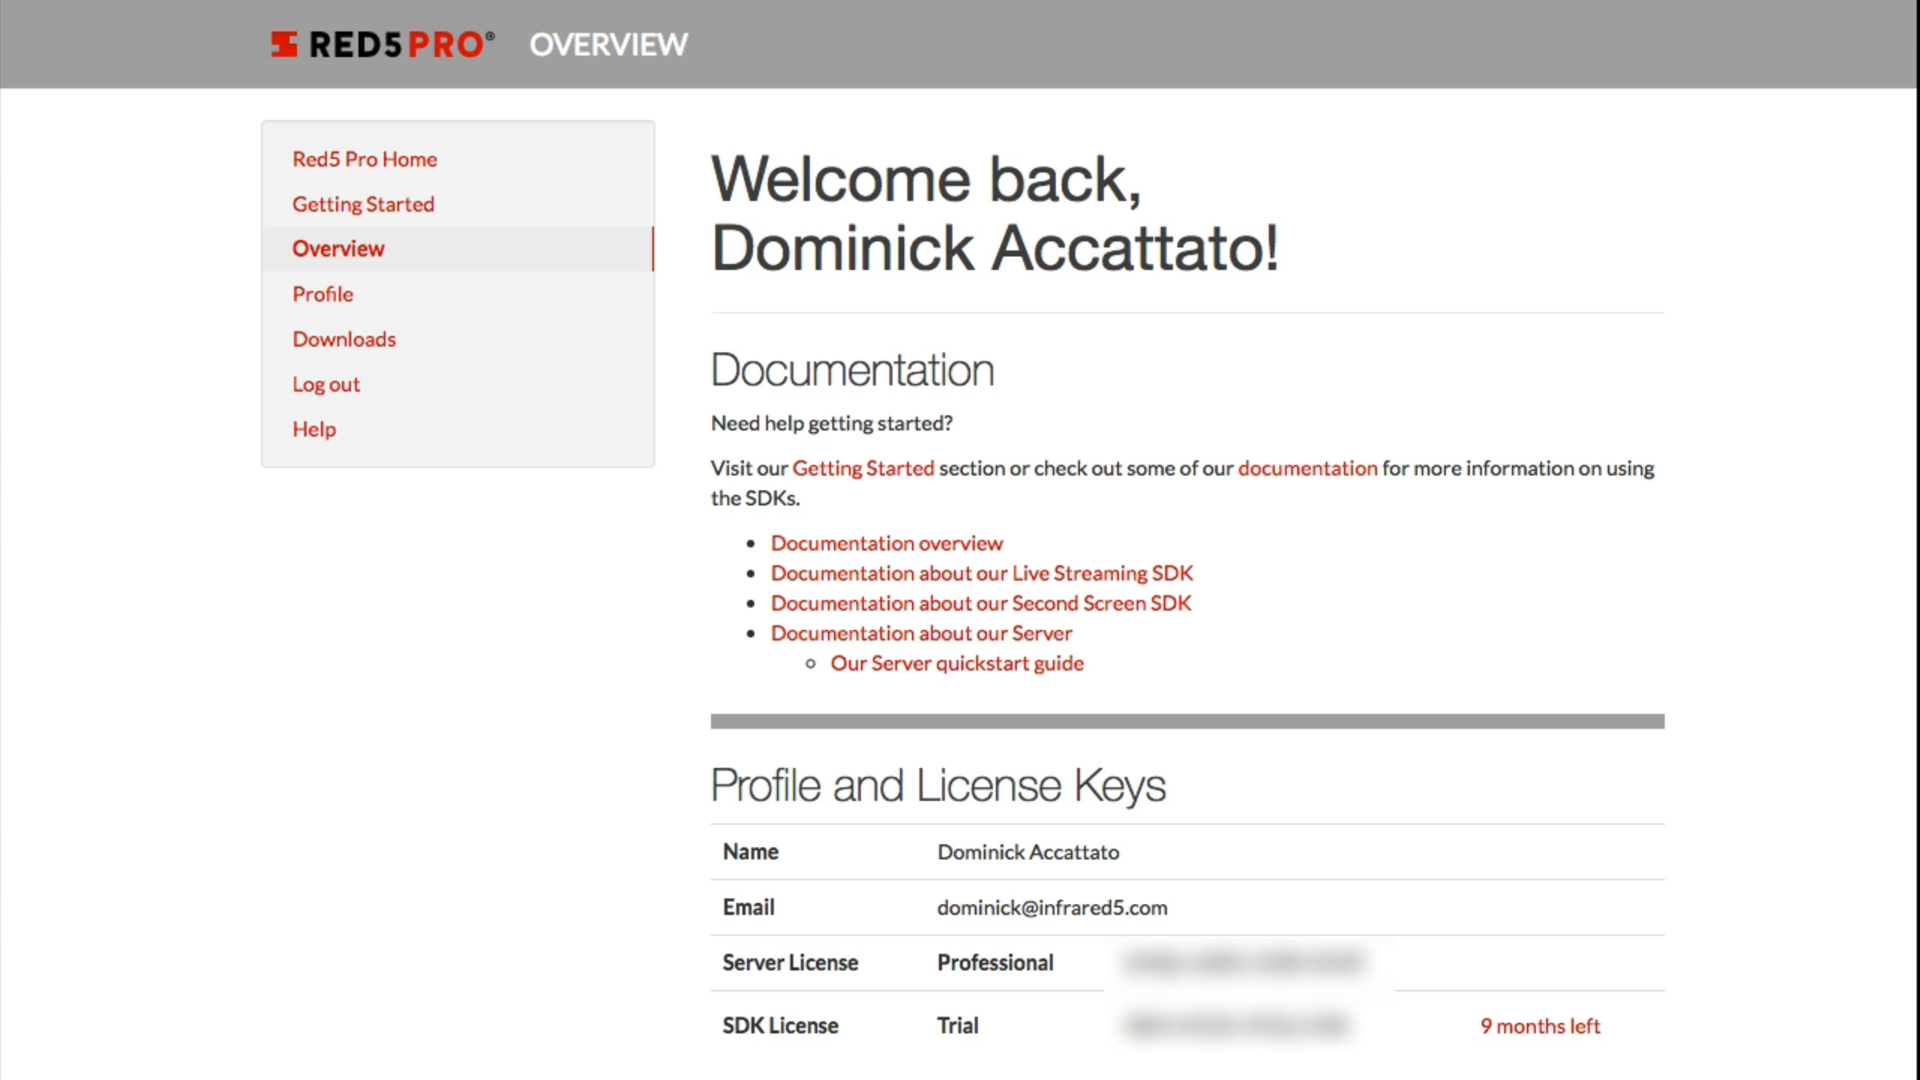 RED5PRO® OVERVIEW
Red5 Pro Home
Getting Started
Overview
Profile
Downloads
Log out
Help
Welcome back,
Dominick Accattato!
Documentation
Need help getting started?
Visit our Getting Started section or check out some of our documentation for more information on using
the SDKs.
Documentation overview
Documentation about our Live Streaming SDK
Documentation about our Second Screen SDK
Documentation about our Server
Our Server quickstart guide
Profile and License Keys
Name Dominick Accattato
Email dominick@infrared5.com
Server License Professional
SDK License Trial 9 months left